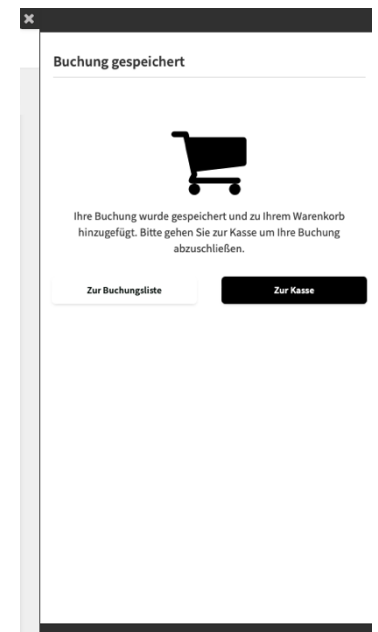 Buchung gespeichert
Ihre Buchung wurde gespeichert und zu Ihrem Warenkorb
hinzugefügt. Bitte gehen Sie zur Kasse um Ihre Buchung
abzuschließen.
Zur Buchungsliste
Zur Kasse